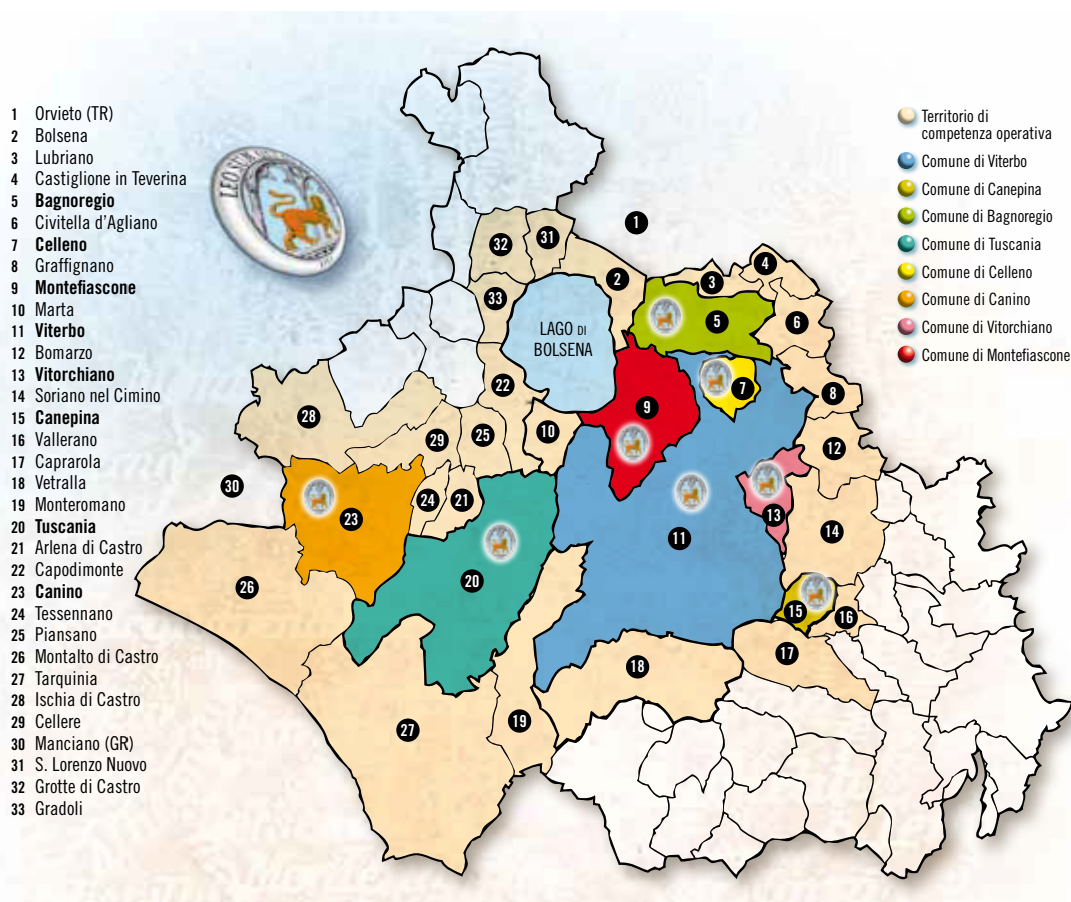 1 Orvieto (TR)
2 Bolsena
3 Lubriano
4 Castiglione in Teverina
5 Bagnoregio
6 Civitella d'Agliano
7 Celleno
8 Graffignano
9 Montefiascone
10 Marta
11 Viterbo
12 Bomarzo
13 Vitorchiano
14 Soriano nel Cimino
15 Canepina
16 Vallerano
17 Caprarola
18 Vetralla
19 Monteromano
20 Tuscania
21 Arlena di Castro
22 Capodimonte
23 Canino
24 Tessennano
25 Piansano
26 Montalto di Castro
27 Tarquinia
28 Ischia di Castro
29 Cellere
30 Manciano (GR)
31 S. Lorenzo Nuovo
32 Grotte di Castro
33 Gradoli
Territorio di
competenza operativa
Comune di Viterbo
Comune di Canepina
Comune di Bagnoregio
Comune di Tuscania
Comune di Celleno
Comune di Canino
Comune di Vitorchiano
Comune di Montefiascone
1
31
32
2
4
3
33
5
6
LAGO DI
BOLSENA
22
7
8
9
28
10
29
25
12
30
24
21
23
13
14
11
20
26
15
16
17
18
19
27